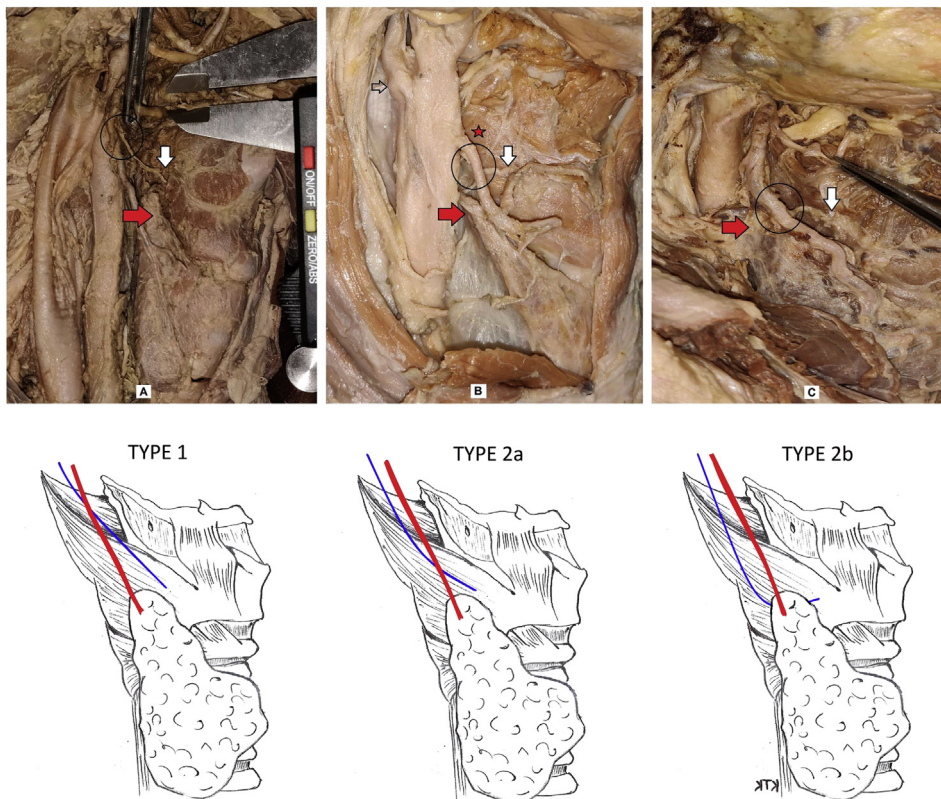 ON/OFF
ZERO/ABS
A
B
C
TYPE 1
TYPE 2a
TYPE 2b
KTK